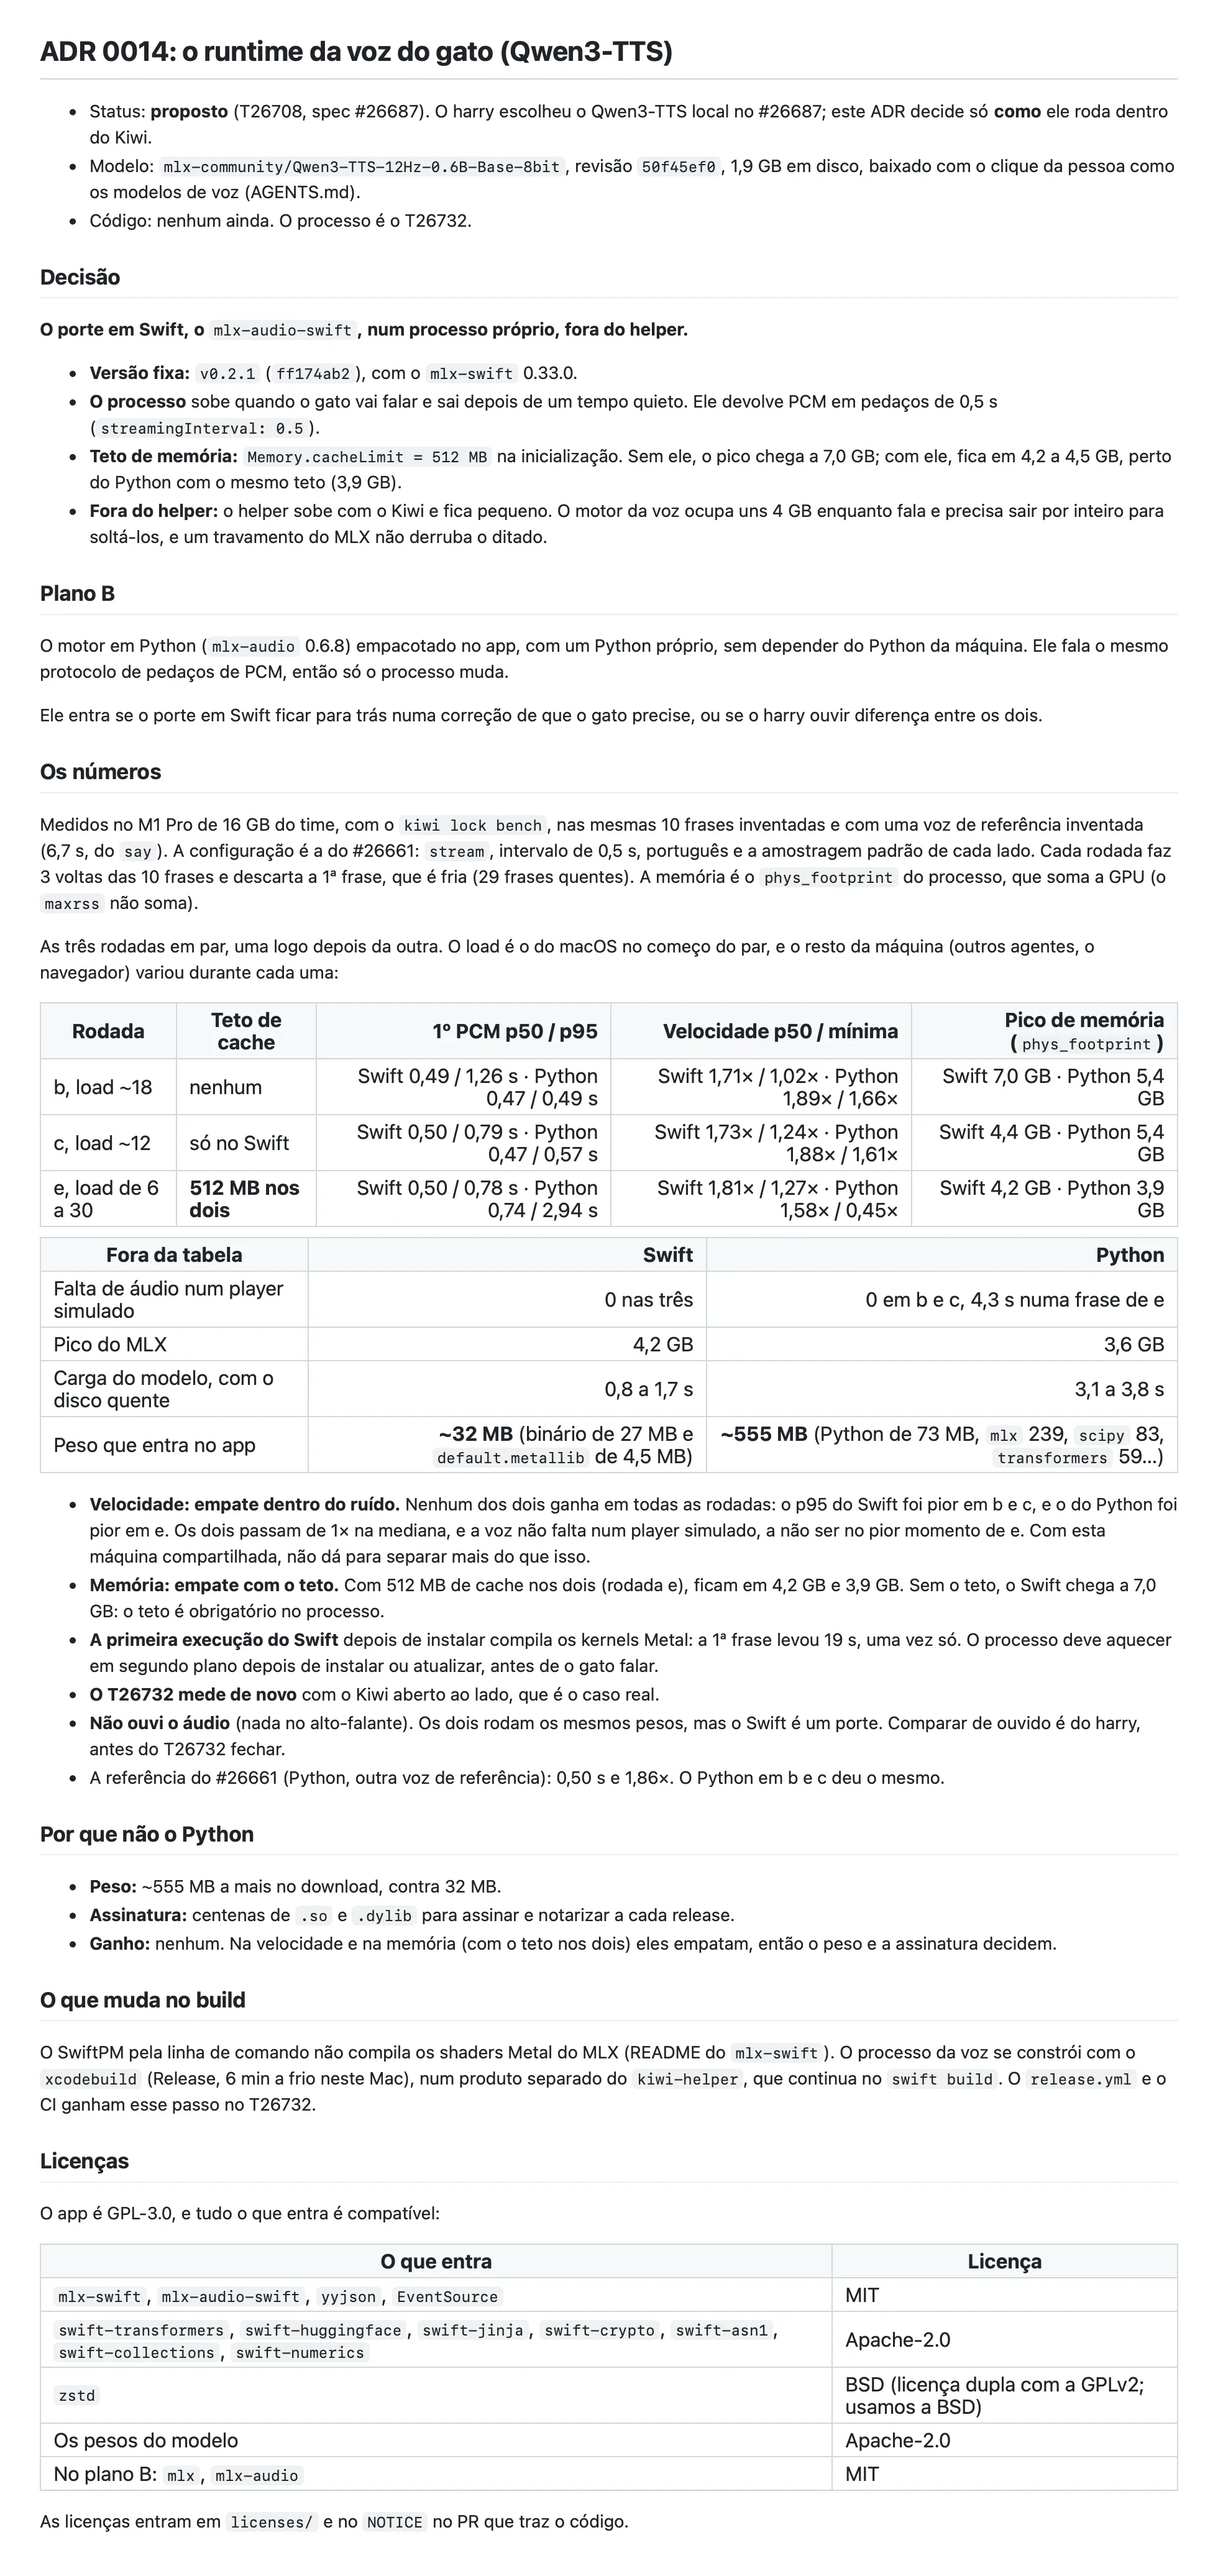 ADR 0014: o runtime da voz do gato (Qwen3-TTS)
Status: proposto (T26708, spec #26687). O harry escolheu o Qwen3-TTS local no #26687; este ADR decide só como ele roda dentro
do Kiwi.
Modelo: mlx-community/Qwen3-TTS-12Hz-0.6B-Base-8bit, revisão 50f45ef0, 1,9 GB em disco, baixado com o clique da pessoa como
os modelos de voz (AGENTS.md).
Código: nenhum ainda. O processo é o T26732.
Decisão
O porte em Swift, o mlx-audio-swift, num processo próprio, fora do helper.
Versão fixa: v0.2.1 (ff174ab2), com o mlx-swift 0.33.0.
O processo sobe quando o gato vai falar e sai depois de um tempo quieto. Ele devolve PCM em pedaços de 0,5 s
(streamingInterval: 0.5).
Teto de memória: Memory.cacheLimit = 512 MB na inicialização. Sem ele, o pico chega a 7,0 GB; com ele, fica em 4,2 a 4,5 GB, perto
do Python com o mesmo teto (3,9 GB).
Fora do helper: o helper sobe com o Kiwi e fica pequeno. O motor da voz ocupa uns 4 GB enquanto fala e precisa sair por inteiro para
soltá-los, e um travamento do MLX não derruba o ditado.
Plano B
O motor em Python (mlx-audio 0.6.8) empacotado no app, com um Python próprio, sem depender do Python da máquina. Ele fala o mesmo
protocolo de pedaços de PCM, então só o processo muda.
Ele entra se o porte em Swift ficar para trás numa correção de que o gato precise, ou se o harry ouvir diferença entre os dois.
Os números
Medidos no M1 Pro de 16 GB do time, com o kiwi lock bench, nas mesmas 10 frases inventadas e com uma voz de referência inventada
(6,7 s, do say). A configuração é a do #26661: stream, intervalo de 0,5 s, português e a amostragem padrão de cada lado. Cada rodada faz
3 voltas das 10 frases e descarta a 1ª frase, que é fria (29 frases quentes). A memória é o phys_footprint do processo, que soma a GPU (o
maxrss não soma).
As três rodadas em par, uma logo depois da outra. O load é o do macOS no começo do par, e o resto da máquina (outros agentes, o
navegador) variou durante cada uma:
Rodada
Teto de
cache
1º PCM p50 / p95
Velocidade p50 / mínima
Pico de memória
(phys_footprint)
b, load ~18
nenhum
Swift 0,49 / 1,26 s · Python
0,47 / 0,49 s
Swift 1,71× / 1,02× · Python
1,89× / 1,66×
Swift 7,0 GB · Python 5,4
GB
c, load ~12
só no Swift
Swift 0,50 / 0,79 s · Python
0,47 / 0,57 s
Swift 1,73× / 1,24× · Python
1,88× / 1,61×
Swift 4,4 GB · Python 5,4
GB
e, load de 6
a 30
512 MB nos
dois
Swift 0,50 / 0,78 s · Python
0,74 / 2,94 s
Swift 1,81× / 1,27× · Python
1,58× / 0,45×
Swift 4,2 GB · Python 3,9
GB
Fora da tabela
Swift
Python
Falta de áudio num player
simulado
0 nas três
0 em b e c, 4,3 s numa frase de e
Pico do MLX
4,2 GB
3,6 GB
Carga do modelo, com o
disco quente
0,8 a 1,7 s
3,1 a 3,8 s
Peso que entra no app
~32 MB (binário de 27 MB e
default.metallib de 4,5 MB)
~555 MB (Python de 73 MB, mlx 239, scipy 83,
transformers 59...)
Velocidade: empate dentro do ruído. Nenhum dos dois ganha em todas as rodadas: o p95 do Swift foi pior em b e c, e o do Python foi
pior em e. Os dois passam de 1× na mediana, e a voz não falta num player simulado, a não ser no pior momento de e. Com esta
máquina compartilhada, não dá para separar mais do que isso.
Memória: empate com o teto. Com 512 MB de cache nos dois (rodada e), ficam em 4,2 GB e 3,9 GB. Sem o teto, o Swift chega a 7,0
GB: o teto é obrigatório no processo.
A primeira execução do Swift depois de instalar compila os kernels Metal: a 1ª frase levou 19 s, uma vez só. O processo deve aquecer
em segundo plano depois de instalar ou atualizar, antes de o gato falar.
O T26732 mede de novo com o Kiwi aberto ao lado, que é o caso real.
Não ouvi o áudio (nada no alto-falante). Os dois rodam os mesmos pesos, mas o Swift é um porte. Comparar de ouvido é do harry,
antes do T26732 fechar.
A referência do #26661 (Python, outra voz de referência): 0,50 s e 1,86×. O Python em b e c deu o mesmo.
Por que não o Python
Peso: ~555 MB a mais no download, contra 32 MB.
Assinatura: centenas de .so e .dylib para assinar e notarizar a cada release.
Ganho: nenhum. Na velocidade e na memória (com o teto nos dois) eles empatam, então o peso e a assinatura decidem.
O que muda no build
O SwiftPM pela linha de comando não compila os shaders Metal do MLX (README do mlx-swift). O processo da voz se constrói com o
xcodebuild (Release, 6 min a frio neste Mac), num produto separado do kiwi-helper, que continua no swift build. O release.yml e o
CI ganham esse passo no T26732.
Licenças
O app é GPL-3.0, e tudo o que entra é compatível:
O que entra
Licença
mlx-swift, mlx-audio-swift, yyjson, EventSource
MIT
swift-transformers, swift-huggingface, swift-jinja, swift-crypto, swift-asn1,
swift-collections, swift-numerics
Apache-2.0
zstd
BSD (licença dupla com a GPLv2;
usamos a BSD)
Os pesos do modelo
Apache-2.0
No plano B: mlx, mlx-audio
MIT
As licenças entram em licenses/ e no NOTICE no PR que traz o código.